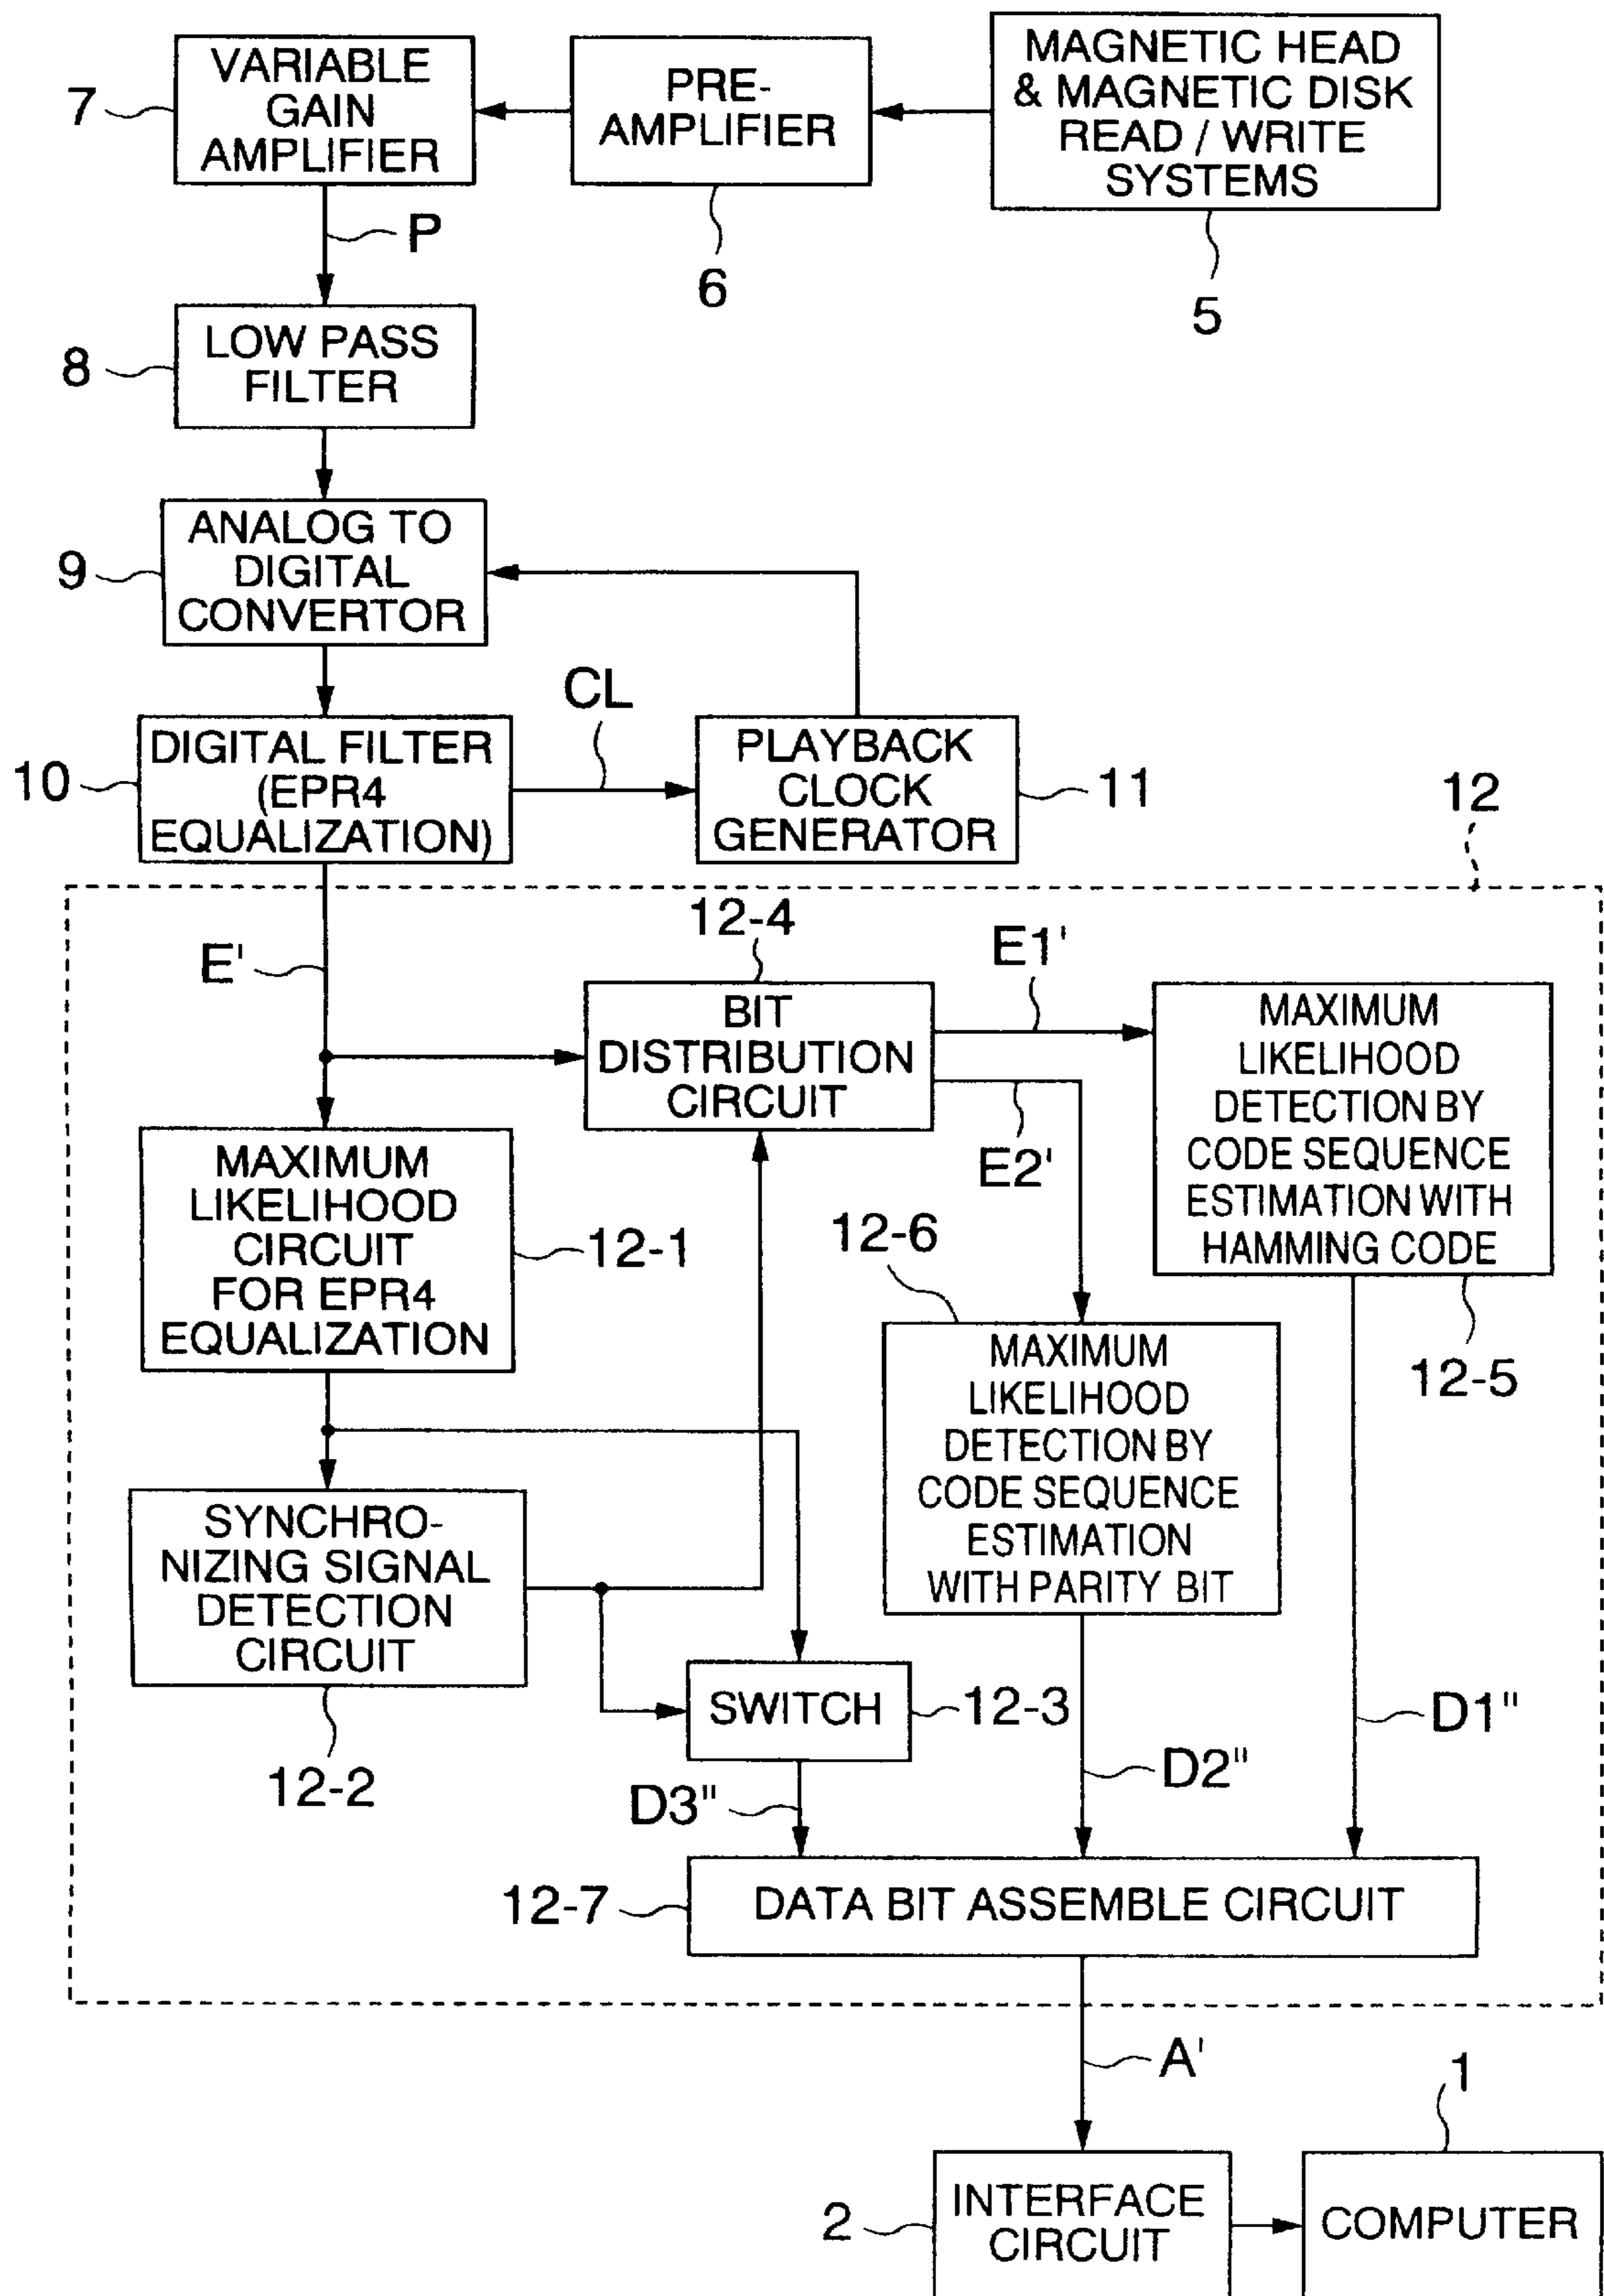 VARIABLE
GAIN
AMPLIFIER
7
PRE-
AMPLIFIER
6
MAGNETIC HEAD
& MAGNETIC DISK
READ / WRITE
SYSTEMS
5
P
LOW PASS
FILTER
8
ANALOG TO
DIGITAL
CONVERTOR
9
CL
DIGITAL FILTER
(EPR4
EQUALIZATION)
10
PLAYBACK
CLOCK
GENERATOR
11
12
E'
12-4
BIT
DISTRIBUTION
CIRCUIT
E1'
E2'
MAXIMUM
LIKELIHOOD
DETECTION BY
CODE SEQUENCE
ESTIMATION WITH
HAMMING CODE
12-5
MAXIMUM
LIKELIHOOD
CIRCUIT
FOR EPR4
EQUALIZATION
12-1
12-6
MAXIMUM
LIKELIHOOD
DETECTION BY
CODE SEQUENCE
ESTIMATION
WITH PARITY BIT
SYNCHRO-
NIZING SIGNAL
DETECTION
CIRCUIT
12-2
SWITCH
12-3
D1"
D2"
D3"
12-7
DATA BIT ASSEMBLE CIRCUIT
A'
1
2
INTERFACE
CIRCUIT
COMPUTER